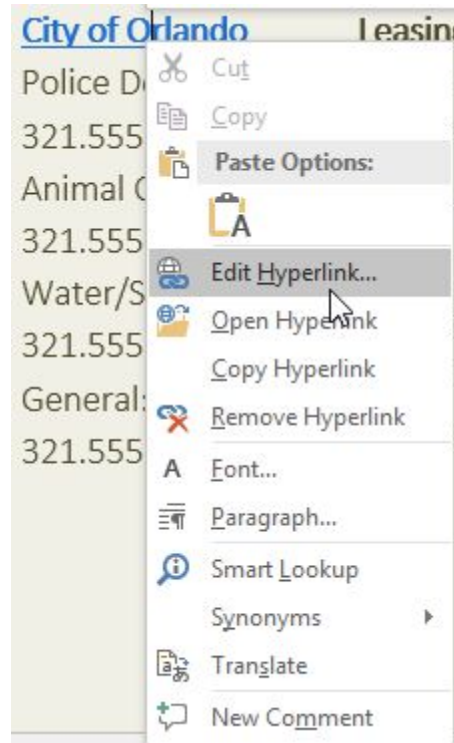 City of Orlando Leasin
Police D
321.555
Animal C
321.555
Water/S
321.555
General:
321.555
Cut
Copy
Paste Options:
A
Edit Hyperlink...
Open Hyperlink
Copy Hyperlink
Remove Hyperlink
A Font...
Paragraph...
Smart Lookup
Synonyms
Translate
New Comment